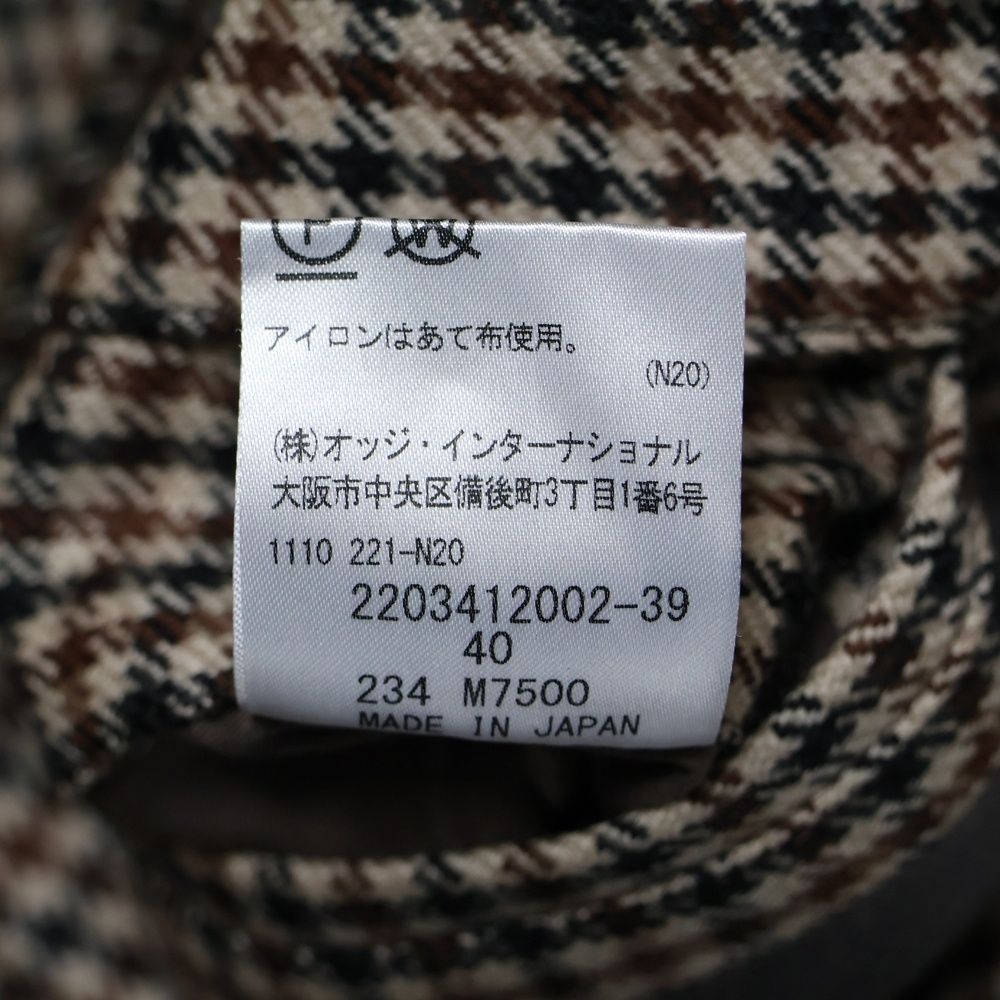 P W
アイロンはあて布使用。
(N20)
(株)オッジ・インターナショナル
大阪市中央区備後町3丁目1番6号
1110 221-N20
2203412002-39
40
234 M7500
MADE IN JAPAN